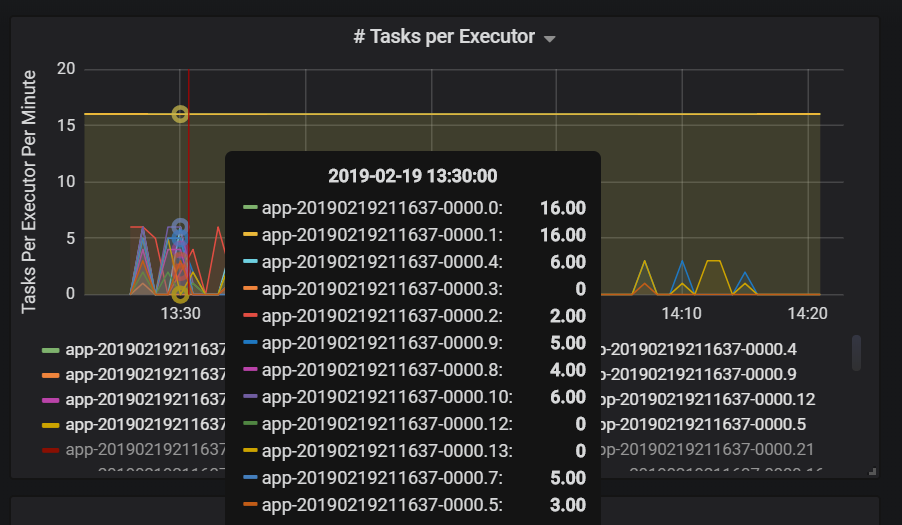 # Tasks per Executor
Tasks Per Executor Per Minute
20
15
10
5
0
13:30
14:10
14:20
2019-02-19 13:30:00
app-20190219211637-0000.0: 16.00
app-20190219211637-0000.1: 16.00
app-20190219211637-0000.4: 6.00
app-20190219211637-0000.3: 0
app-20190219211637-0000.2: 2.00
app-20190219211637-0000.9: 5.00
app-20190219211637-0000.8: 4.00
app-20190219211637-0000.10: 6.00
app-20190219211637-0000.12: 0
app-20190219211637-0000.13: 0
app-20190219211637-0000.7: 5.00
app-20190219211637-0000.5: 3.00
app-20190219211637 p-20190219211637-0000.4
app-20190219211637 p-20190219211637-0000.9
app-20190219211637 p-20190219211637-0000.12
app-20190219211637 p-20190219211637-0000.5
app-20190219211637 p-20190219211637-0000.21